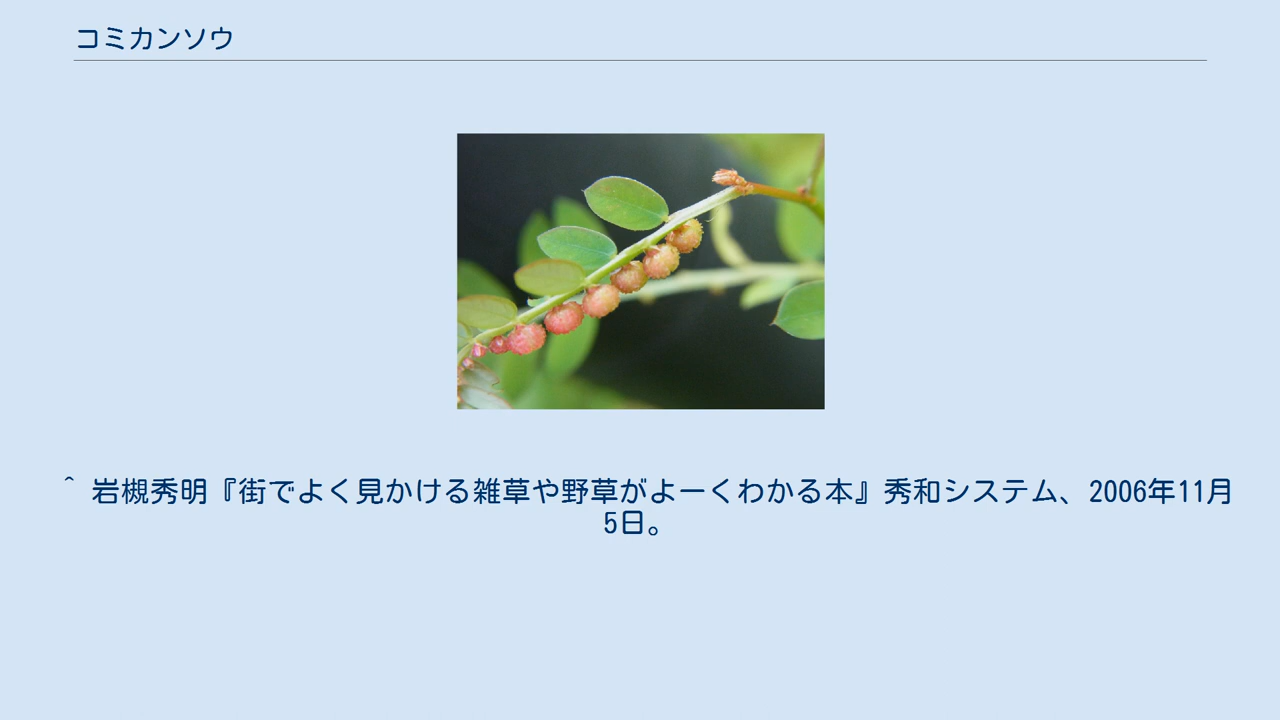 コミカンソウ
^ 岩槻秀明『街でよく見かける雑草や野草がよーくわかる本』秀和システム、2006年11月
5日。